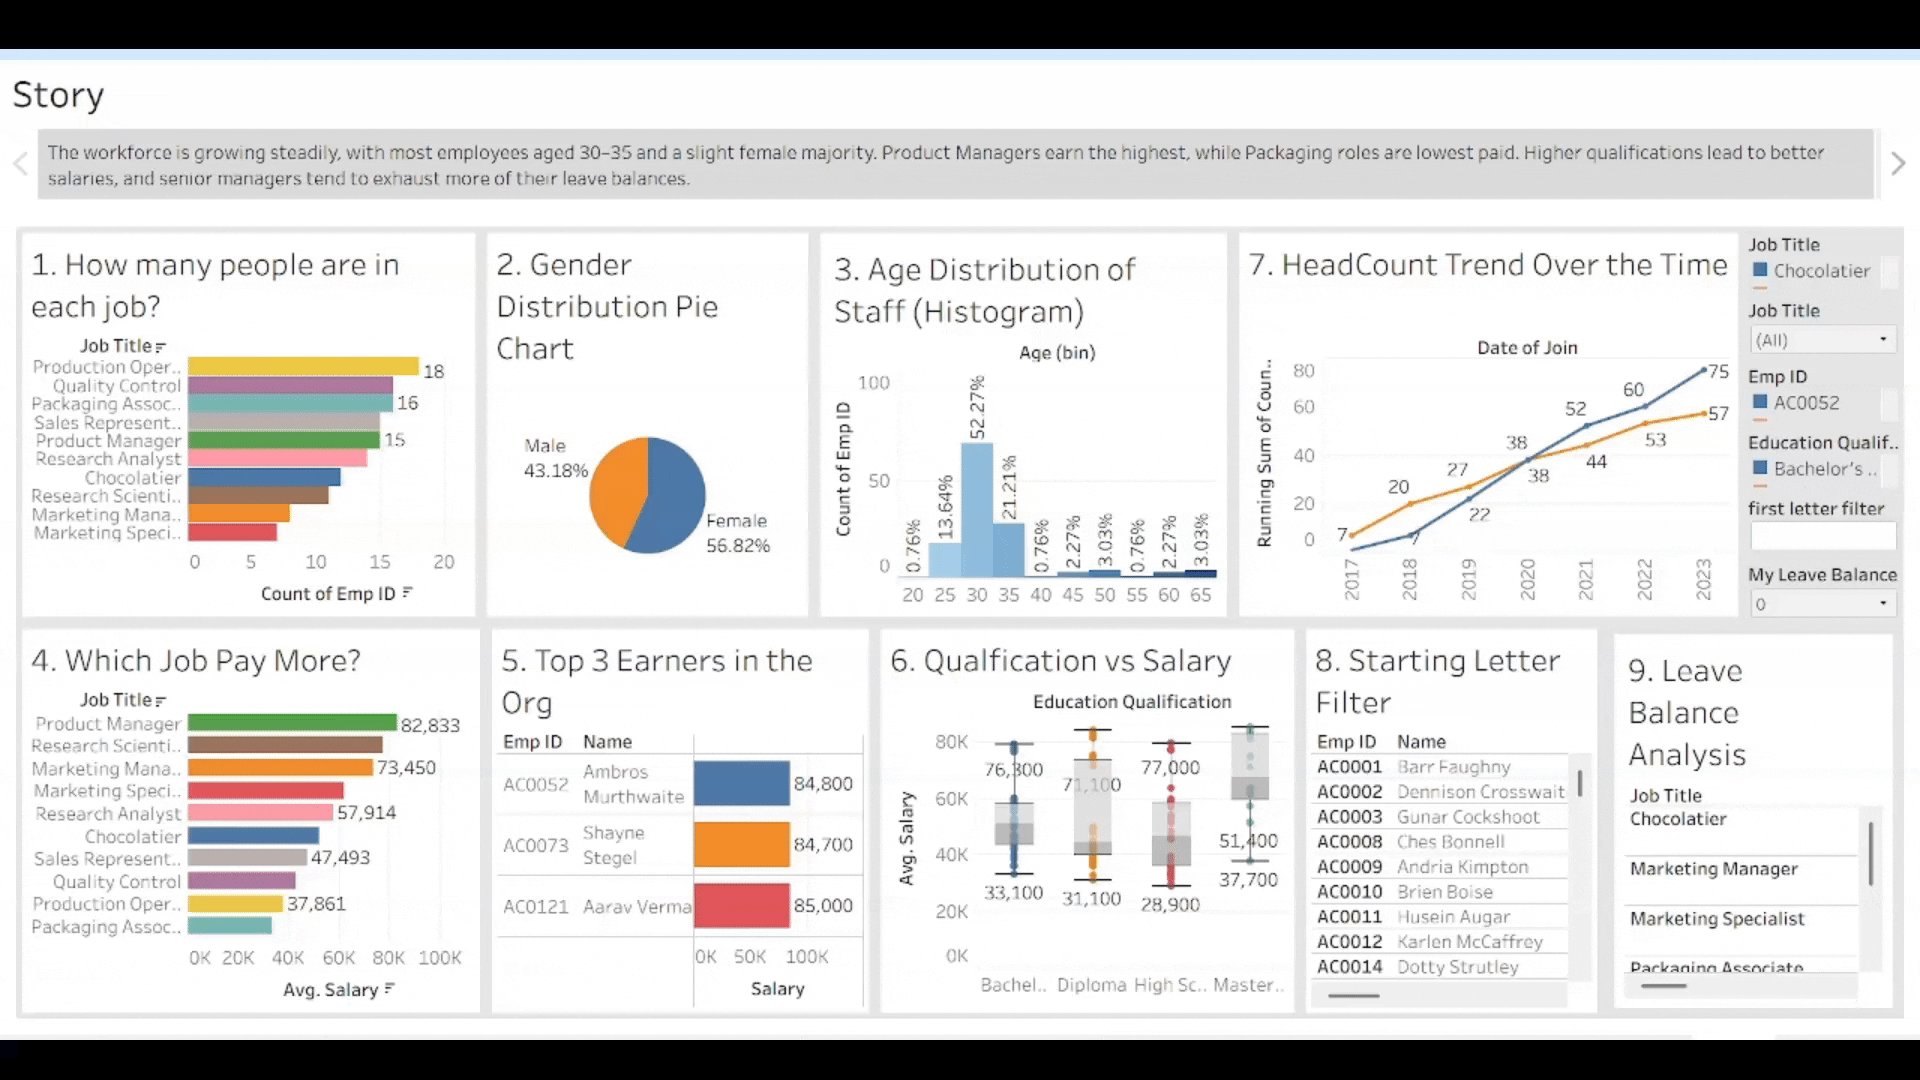 Story
The workforce is growing steadily, with most employees aged 30–35 and a slight female majority. Product Managers earn the highest, while Packaging roles are lowest paid. Higher qualifications lead to better
salaries, and senior managers tend to exhaust more of their leave balances.
1. How many people are in
each job?
Job Title
Production Oper..
18
Quality Control
Packaging Assoc..
16
Sales Represent..
Product Manager
15
Research Analyst
Chocolatier
Research Scienti..
Marketing Mana..
Marketing Speci..
0 5 10 15 20
Count of Emp ID
2. Gender
Distribution Pie
Chart
Male
43.18%
Female
56.82%
3. Age Distribution of
Staff (Histogram)
Age (bin)
Count of Emp ID
100
50
0
0.76%
13.64%
52.27%
21.21%
0.76%
2.27%
3.03%
0.76%
2.27%
3.03%
20 25 30 35 40 45 50 55 60 65
7. HeadCount Trend Over the Time
Date of Join
Running Sum of Coun..
80
60
40
20
0
7
20
27
38
44
53
57
7
22
38
52
60
75
2017
2018
2019
2020
2021
2022
2023
Job Title
Chocolatier
Job Title
(All)
Emp ID
AC0052
Education Qualif..
Bachelor's ..
first letter filter
My Leave Balance
0
4. Which Job Pay More?
Job Title
Product Manager 82,833
Research Scienti..
Marketing Mana.. 73,450
Marketing Speci..
Research Analyst 57,914
Chocolatier
Sales Represent.. 47,493
Quality Control
Production Oper.. 37,861
Packaging Assoc..
0K 20K 40K 60K 80K 100K
Avg. Salary
5. Top 3 Earners in the
Org
Emp ID Name
AC0052 Ambros
Murthwaite 84,800
AC0073 Shayne
Stegel 84,700
AC0121 Aarav Verma 85,000
0K 50K 100K
Salary
6. Qualfication vs Salary
Education Qualification
Avg. Salary
80K
60K
40K
20K
0K
76,300
33,100
71,100
31,100
77,000
28,900
51,400
37,700
Bachel.. Diploma High Sc.. Master..
8. Starting Letter
Filter
Emp ID Name
AC0001 Barr Faughny
AC0002 Dennison Crosswait
AC0003 Gunar Cockshoot
AC0008 Ches Bonnell
AC0009 Andria Kimpton
AC0010 Brien Boise
AC0011 Husein Augar
AC0012 Karlen McCaffrey
AC0014 Dotty Strutley
9. Leave
Balance
Analysis
Job Title
Chocolatier
Marketing Manager
Marketing Specialist
Packaging Associate